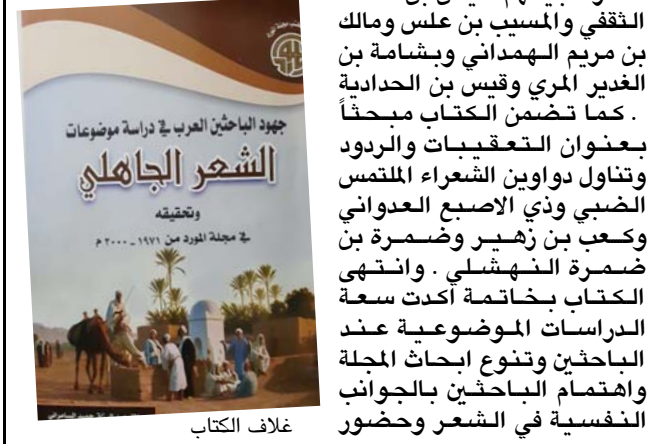 الثقفي والمسيب بن علس ومالك
بن مريم الهمداني وبشامة بن
الغدير المري وقيس بن الحدادية
. كما تضمن الكتاب مبحثاً
بعنوان التعقيبات والردود
وتناول دواوين الشعراء الملتمس
الضبي وذي الاصبع العدواني
وكعب بن زهير وضمرة بن
ضمرة النهشلي . وانتهى
الكتاب بخاتمة اكدت سعة
الدراسات الموضوعية عند
الباحثين وتنوع ابحاث المجلة
واهتمام الباحثين بالجوانب
النفسية في الشعر وحضور
جهود الباحثين العرب في دراسة موضوعات
الشعر الجاهلي
وتحقيقه
في مجلة المورد من ١٩٧١ - ٢٠٠٠ م
غلاف الكتاب